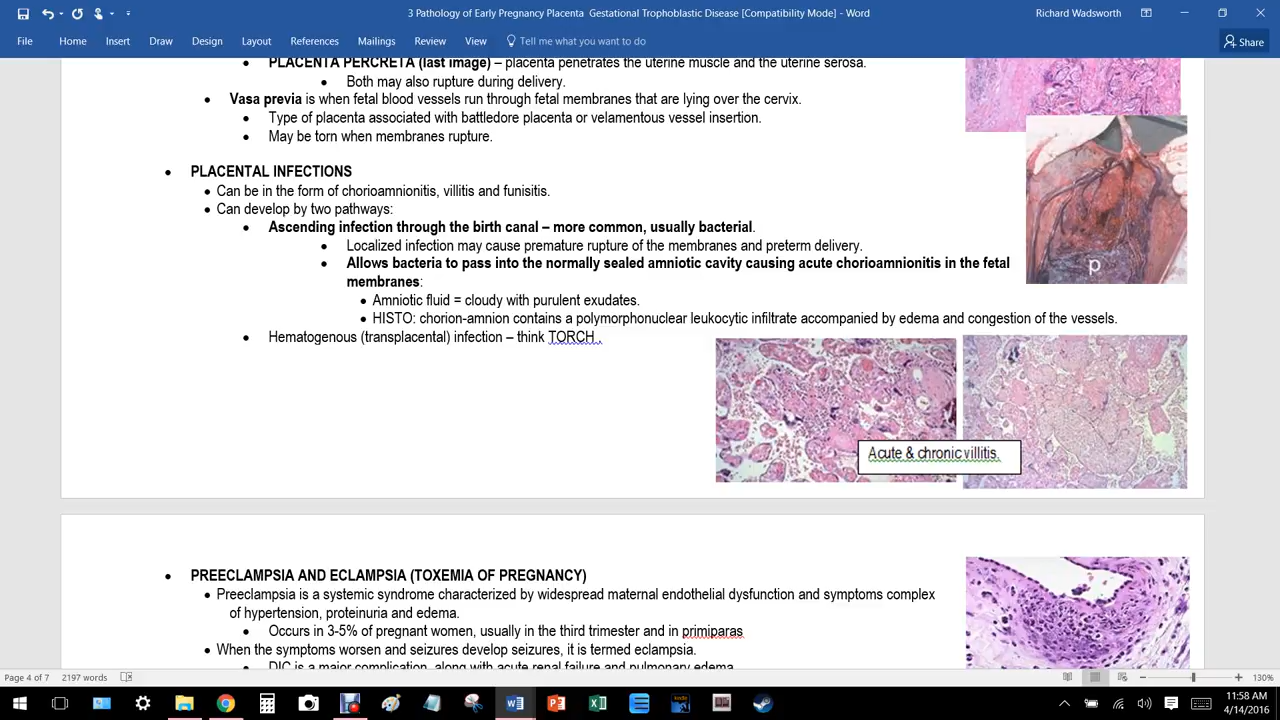 3 Pathology of Early Pregnancy Placenta  Gestational Trophoblastic Disease [Compatibility Mode] - Word
Richard Wadsworth
File Home Insert Draw Design Layout References Mailings Review View Tell me what you want to do Share
• PLACENTA PERCRETA (last image) – placenta penetrates the uterine muscle and the uterine serosa.
• Both may also rupture during delivery.
• Vasa previa is when fetal blood vessels run through fetal membranes that are lying over the cervix.
• Type of placenta associated with battledore placenta or velamentous vessel insertion.
• May be torn when membranes rupture.
• PLACENTAL INFECTIONS
• Can be in the form of chorioamnionitis, villitis and funisitis.
• Can develop by two pathways:
• Ascending infection through the birth canal – more common, usually bacterial.
• Localized infection may cause premature rupture of the membranes and preterm delivery.
• Allows bacteria to pass into the normally sealed amniotic cavity causing acute chorioamnionitis in the fetal
membranes:
p
• Amniotic fluid = cloudy with purulent exudates.
• HISTO: chorion-amnion contains a polymorphonuclear leukocytic infiltrate accompanied by edema and congestion of the vessels.
• Hematogenous (transplacental) infection – think TORCH .
Acute & chronic villitis.
• PREECLAMPSIA AND ECLAMPSIA (TOXEMIA OF PREGNANCY)
• Preeclampsia is a systemic syndrome characterized by widespread maternal endothelial dysfunction and symptoms complex
of hypertension, proteinuria and edema.
• Occurs in 3-5% of pregnant women, usually in the third trimester and in primiparas
• When the symptoms worsen and seizures develop seizures, it is termed eclampsia.
• DIC is a major complication, along with acute renal failure and pulmonary edema
Page 4 of 7 2197 words 130%
11:58 AM
4/14/2016